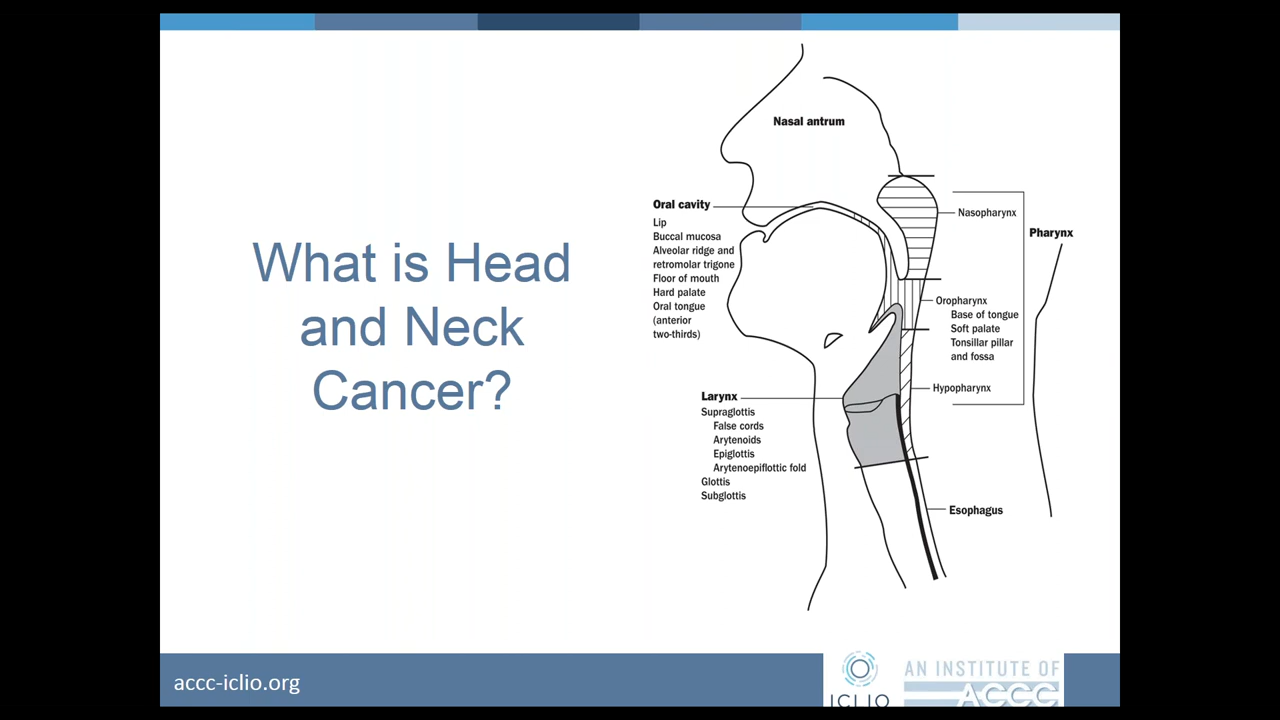 What is Head
and Neck
Cancer?
Nasal antrum
Oral cavity
Lip
Buccal mucosa
Alveolar ridge and
retromolar trigone
Floor of mouth
Hard palate
Oral tongue
(anterior
two-thirds)
Nasopharynx
Pharynx
Oropharynx
Base of tongue
Soft palate
Tonsillar pillar
and fossa
Hypopharynx
Larynx
Supraglottis
False cords
Arytenoids
Epiglottis
Arytenoepiflottic fold
Glottis
Subglottis
Esophagus
accc-iclio.org
ICLIO
AN INSTITUTE OF
ACCC